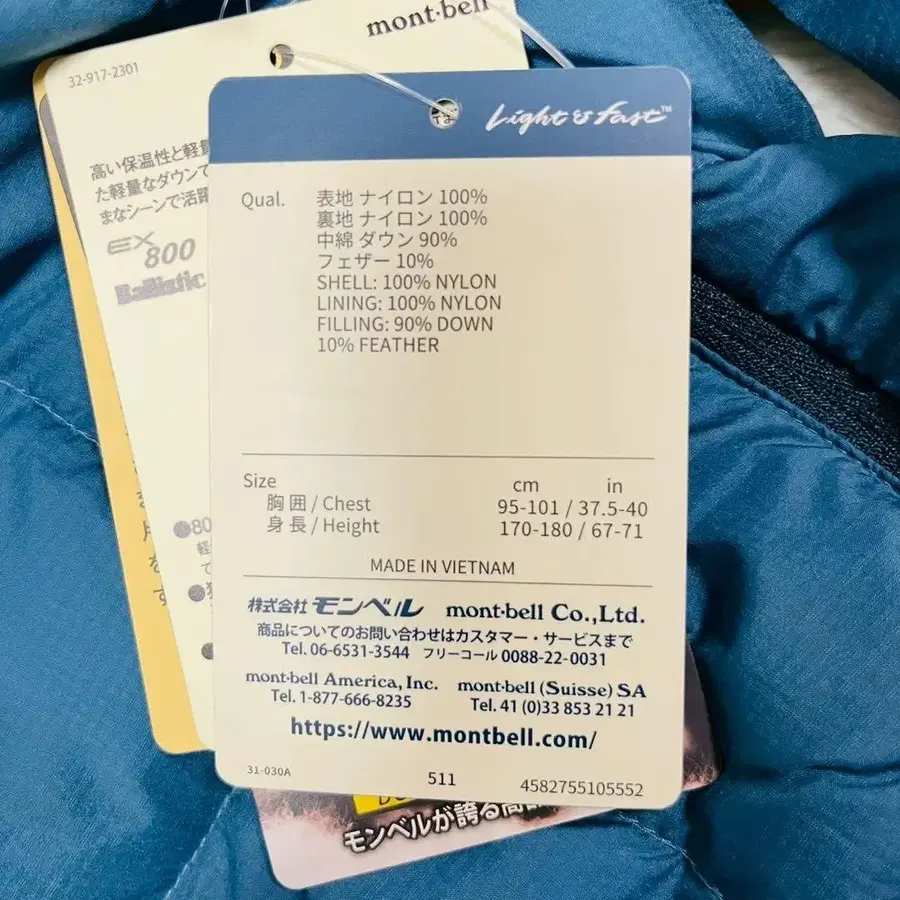 mont·bell
32-917-2301
高い保温性と軽量
た軽量なダウンで
まなシーンで活躍
EX
800
Ballistic
●80
軽
で
Light & Fast™
Qual. 表地 ナイロン 100%
裏地 ナイロン 100%
中綿 ダウン 90%
フェザー 10%
SHELL: 100% NYLON
LINING: 100% NYLON
FILLING: 90% DOWN
10% FEATHER
Size cm in
胸 囲 / Chest 95-101 / 37.5-40
身 長 / Height 170-180 / 67-71
MADE IN VIETNAM
株式会社 モンベル mont-bell Co.,Ltd.
商品についてのお問い合わせはカスタマー・サービスまで
Tel. 06-6531-3544 フリーコール 0088-22-0031
mont-bell America, Inc. mont-bell (Suisse) SA
Tel. 1-877-666-8235 Tel. 41 (0)33 853 21 21
https://www.montbell.com/
31-030A 511 4582755105552
モンベルが誇る高